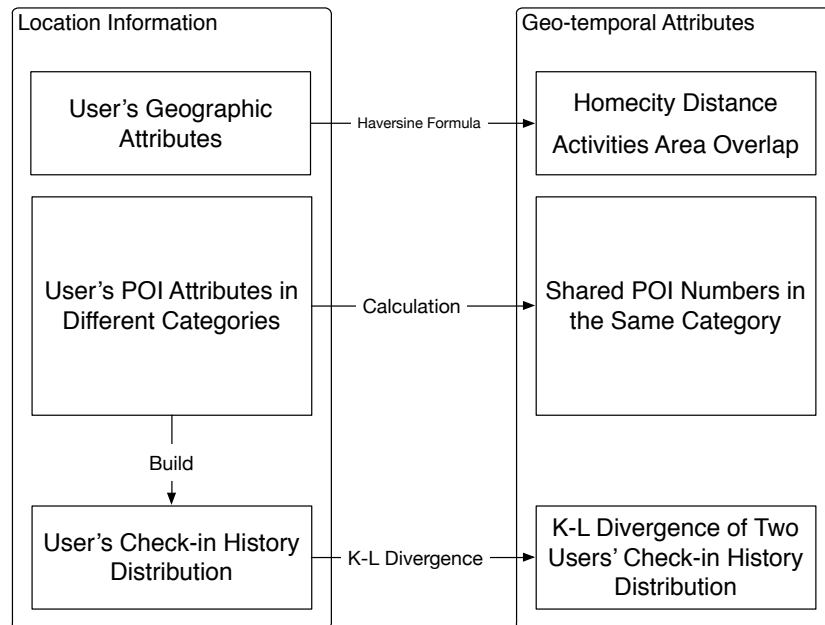 Location Information
Geo-temporal Attributes
User's Geographic
Attributes
Haversine Formula
Homecity Distance
Activities Area Overlap
User's POI Attributes in
Different Categories
Calculation
Shared POI Numbers in
the Same Category
Build
User's Check-in History
Distribution
K-L Divergence
K-L Divergence of Two
Users' Check-in History
Distribution